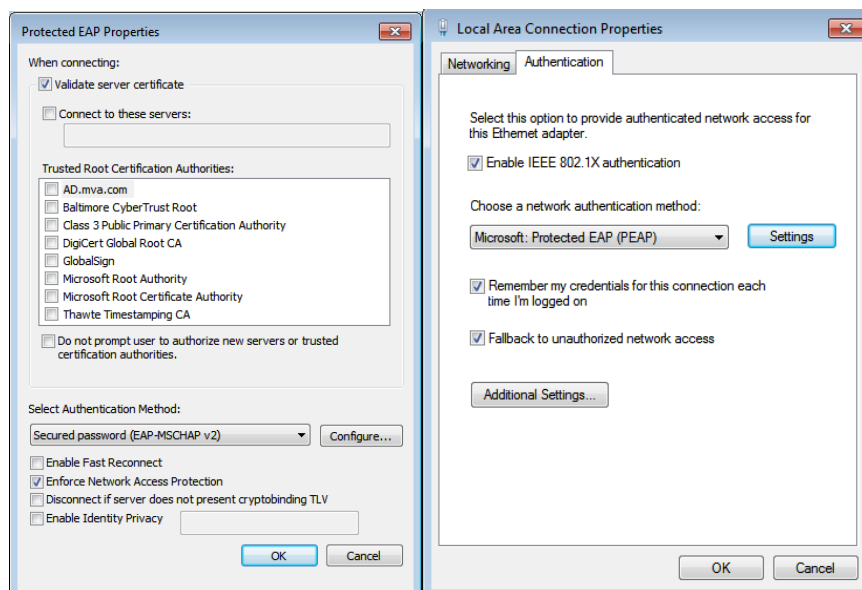 Protected EAP Properties
When connecting:
Validate server certificate
Connect to these servers:
Trusted Root Certification Authorities:
AD.mva.com
Baltimore CyberTrust Root
Class 3 Public Primary Certification Authority
DigiCert Global Root CA
GlobalSign
Microsoft Root Authority
Microsoft Root Certificate Authority
Thawte Timestamping CA
Do not prompt user to authorize new servers or trusted
certification authorities.
Select Authentication Method:
Secured password (EAP-MSCHAP v2)
Configure...
Enable Fast Reconnect
Enforce Network Access Protection
Disconnect if server does not present cryptobinding TLV
Enable Identity Privacy
OK
Cancel
Local Area Connection Properties
Networking
Authentication
Select this option to provide authenticated network access for
this Ethernet adapter.
Enable IEEE 802.1X authentication
Choose a network authentication method:
Microsoft: Protected EAP (PEAP)
Settings
Remember my credentials for this connection each
time I'm logged on
Fallback to unauthorized network access
Additional Settings...
OK
Cancel